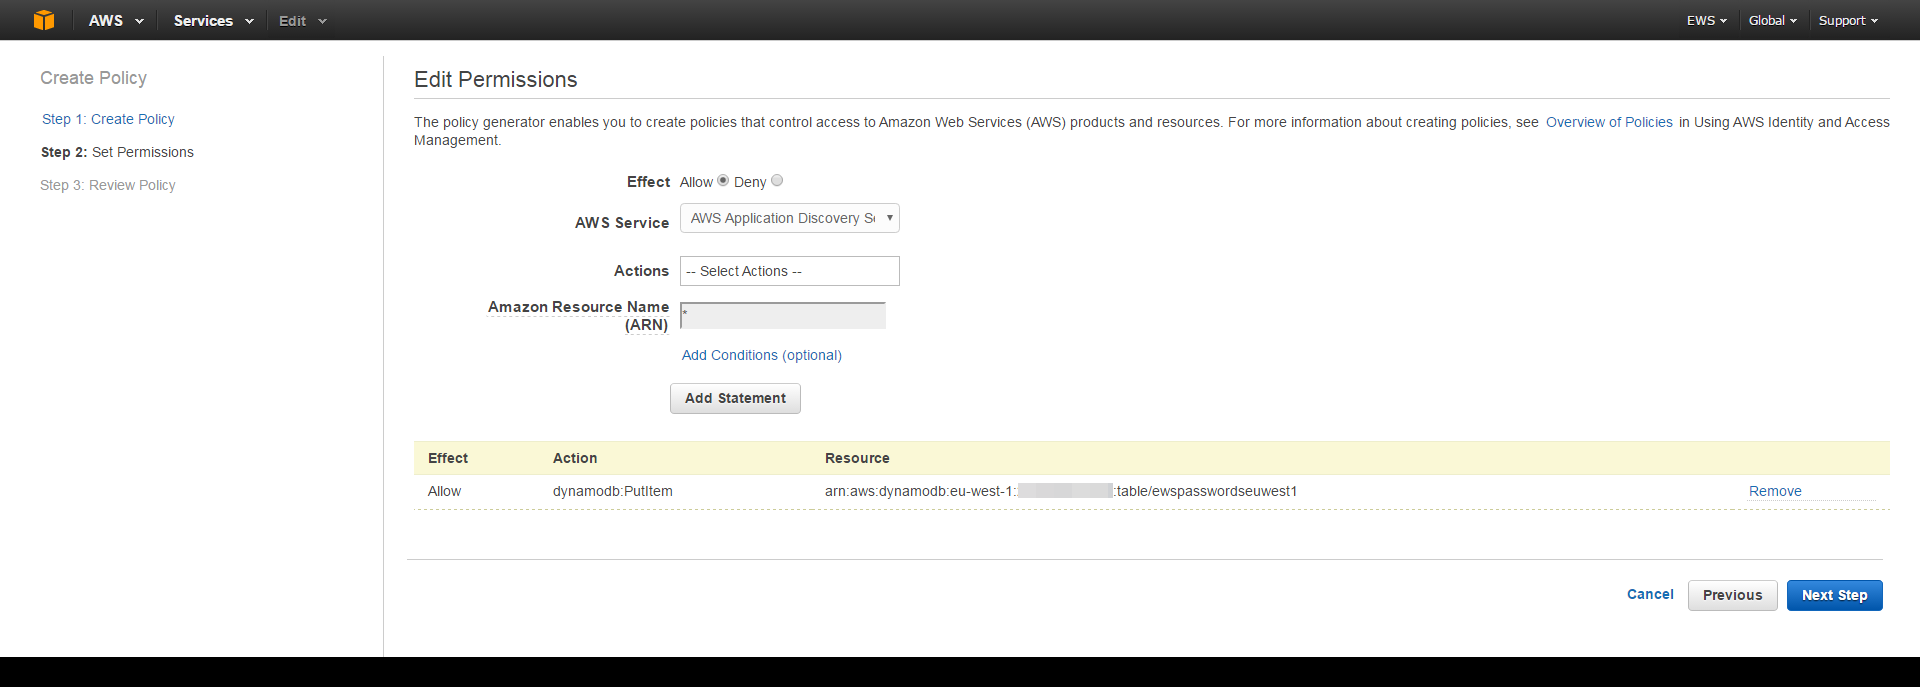 AWS Services Edit EWS Global Support
Create Policy
Step 1: Create Policy
Step 2: Set Permissions
Step 3: Review Policy
Edit Permissions
The policy generator enables you to create policies that control access to Amazon Web Services (AWS) products and resources. For more information about creating policies, see Overview of Policies in Using AWS Identity and Access
Management.
Effect Allow Deny
AWS Service AWS Application Discovery
Actions -- Select Actions --
Amazon Resource Name
(ARN) *
Add Conditions (optional)
Add Statement
Effect Action Resource
Allow dynamodb:PutItem arn:aws:dynamodb:eu-west-1: :table/ewspasswordseuwest1 Remove
Cancel Previous Next Step